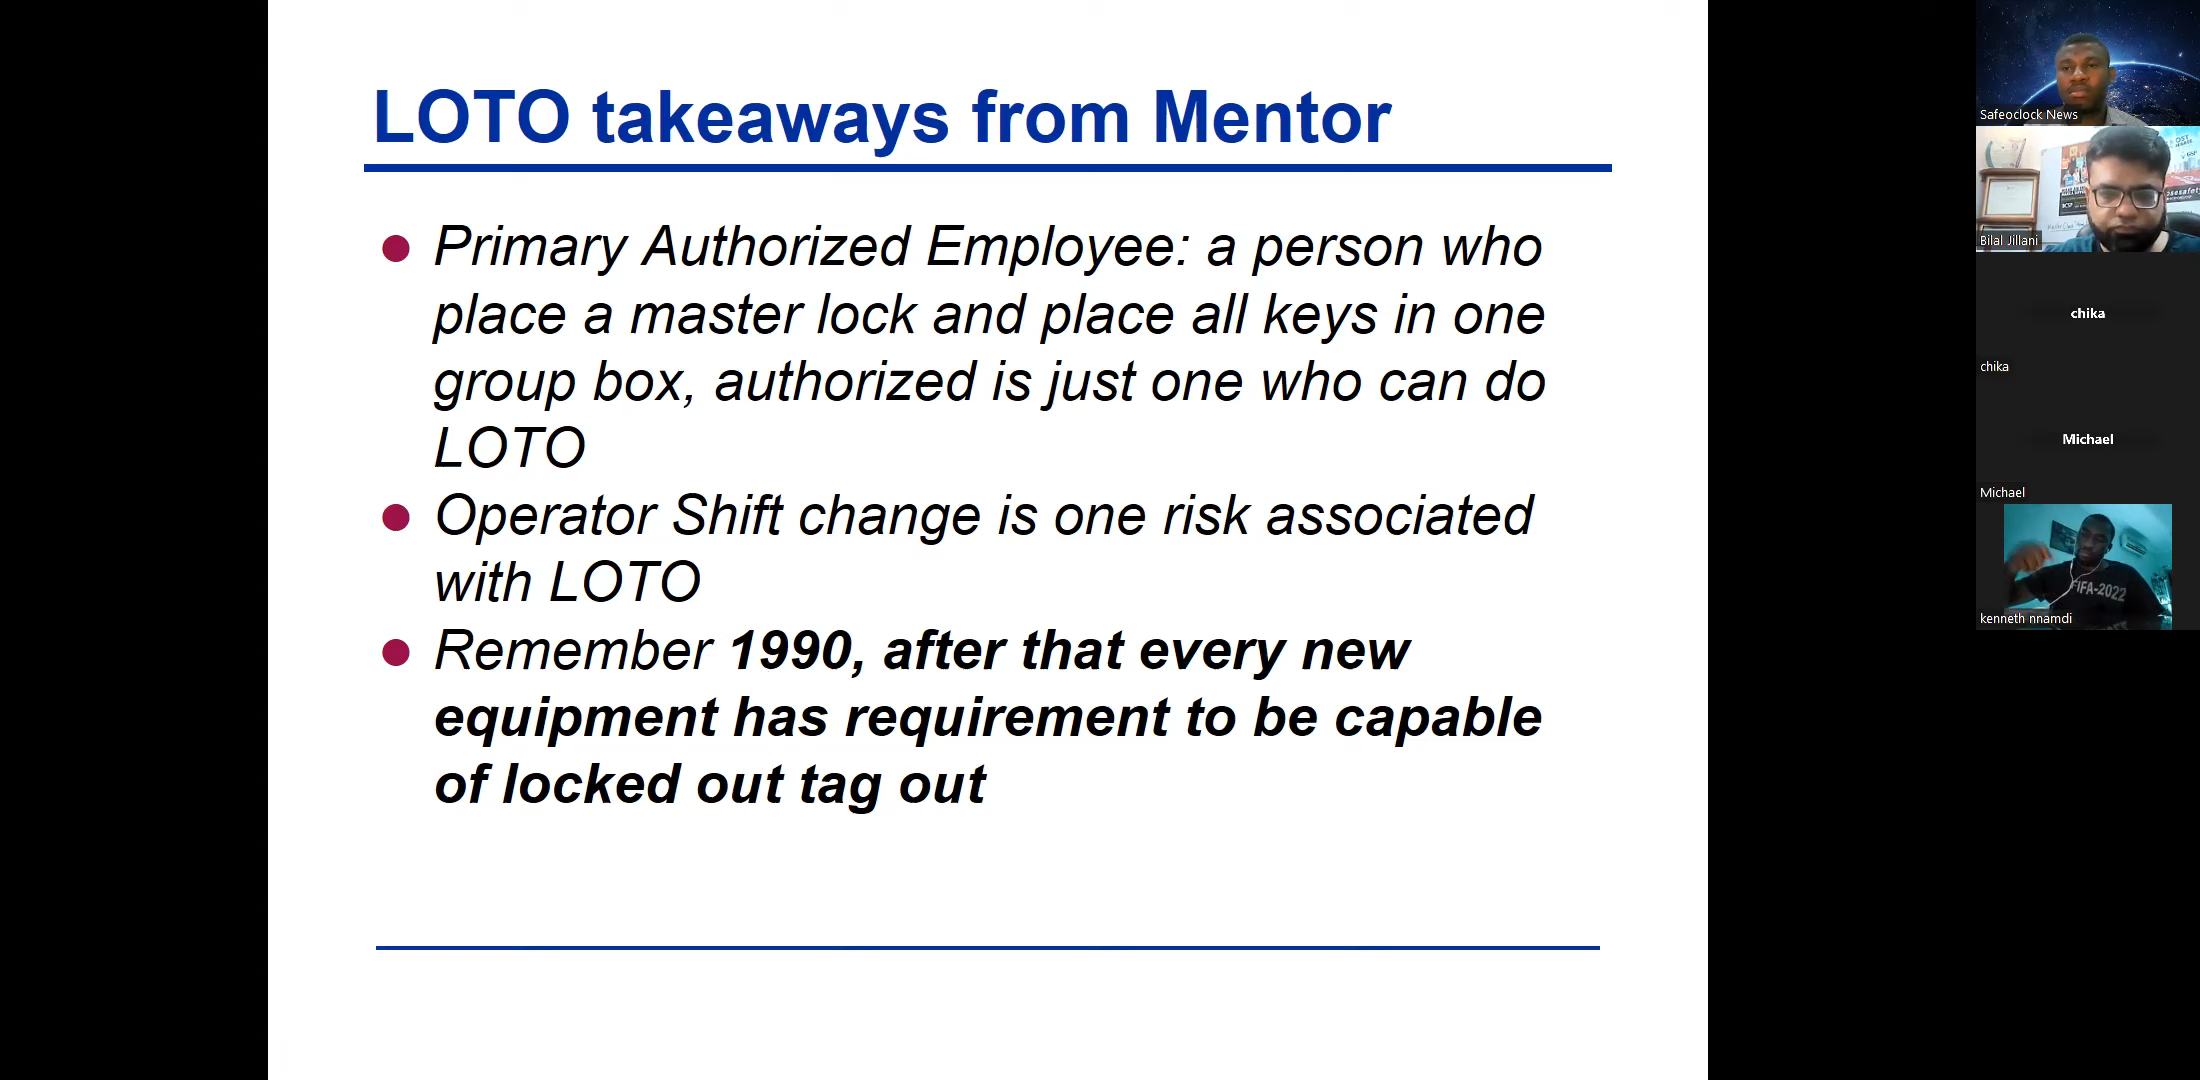 LOTO takeaways from Mentor
Primary Authorized Employee: a person who
place a master lock and place all keys in one
group box, authorized is just one who can do
LOTO
Operator Shift change is one risk associated
with LOTO
Remember 1990, after that every new
equipment has requirement to be capable
of locked out tag out
Safeoclock News
Bilal Jillani
chika
chika
Michael
Michael
FIFA-2022
kenneth nnamdi